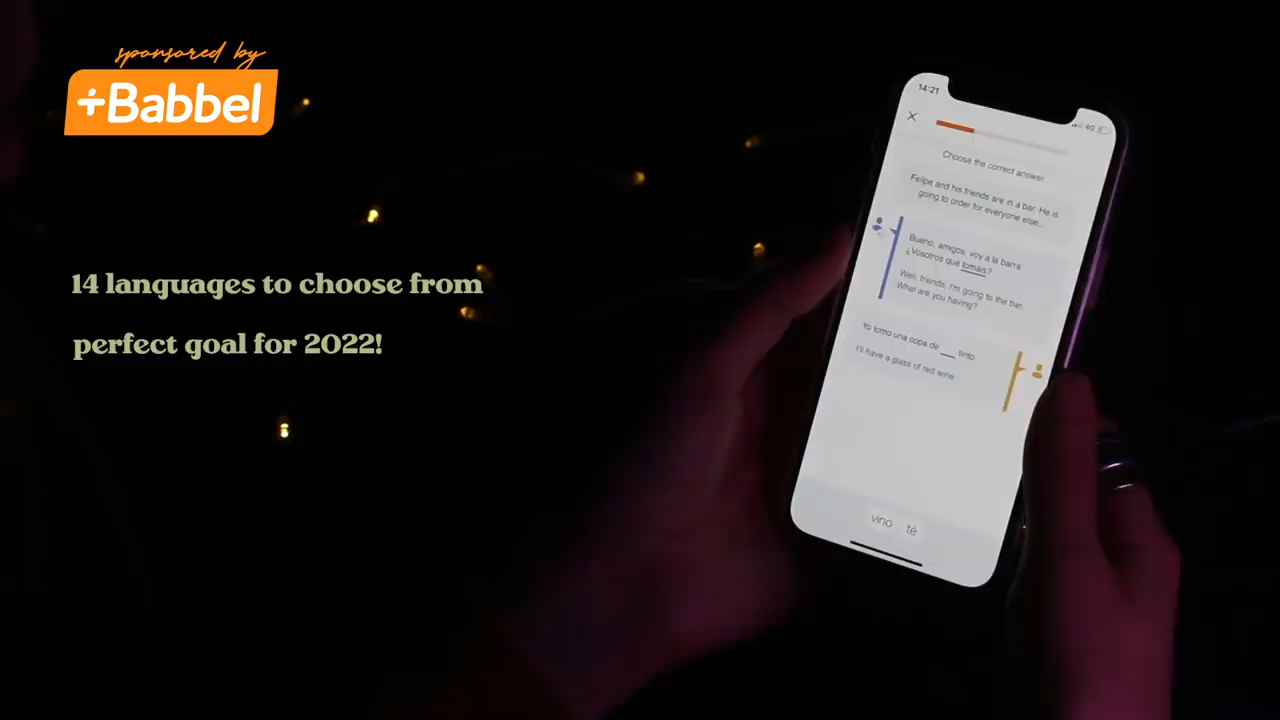 sponsored by
+Babbel
14 languages to choose from
perfect goal for 2022!
14:21
4G
Choose the correct answer
Felipe and his friends are in a bar. He is
going to order for everyone else...
Bueno, amigos, voy a la barra
¿Vosotros qué tomáis?
Well, friends, I'm going to the bar.
What are you having?
Yo tomo una copa de ___ tinto
I'll have a glass of red wine
vino té